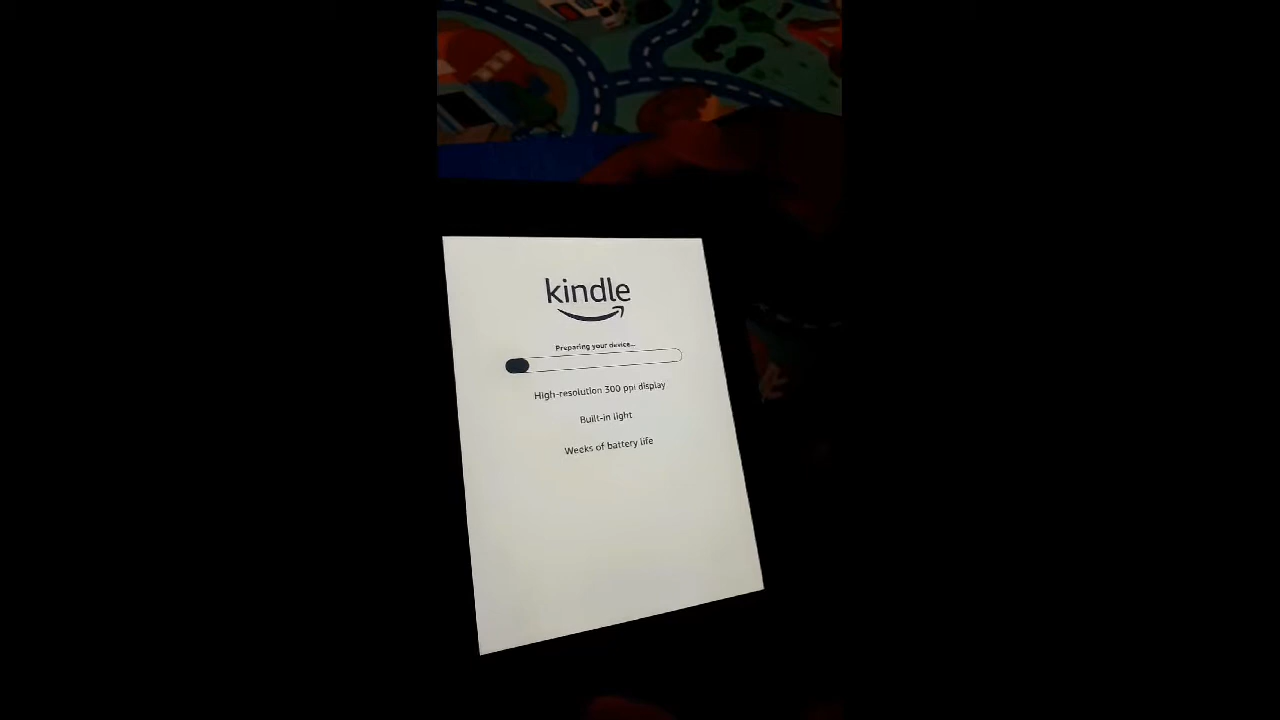 kindle
Preparing your device...
High-resolution 300 ppi display
Built-in light
Weeks of battery life